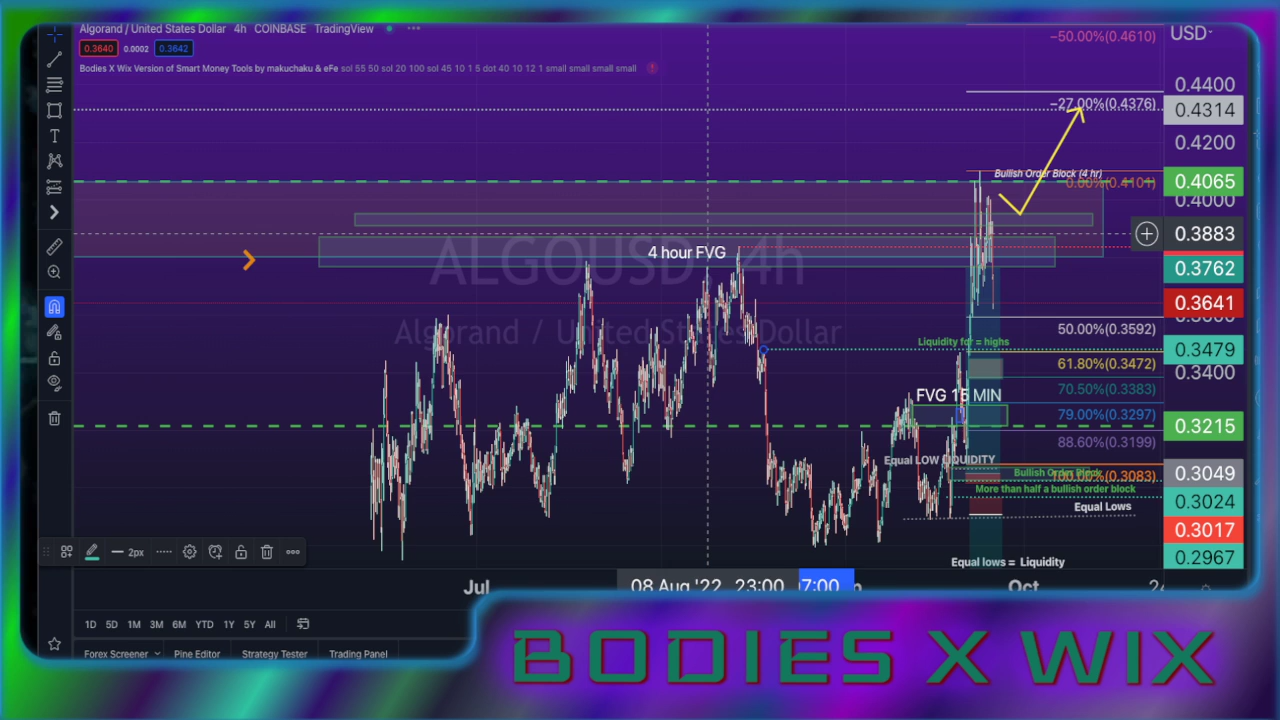 Algorand / United States Dollar 4h COINBASE TradingView
0.3640 0.0002 0.3642
Bodies X Wix Version of Smart Money Tools by makuchaku & eFe sol 55 50 sol 20 100 sol 45 10 1 5 dot 40 10 12 1 small small small small
USD
−50.00%(0.4610)
0.4400
−27.00%(0.4376)
0.4314
0.4200
Bullish Order Block (4 hr)
0.00%(0.4101)
0.4065
0.4000
0.3883
4 hour FVG
ALGOUSD, 4h
0.3762
0.3641
Algorand / United States Dollar
50.00%(0.3592)
Liquidity for = highs
0.3479
61.80%(0.3472)
0.3400
70.50%(0.3383)
FVG 15 MIN
79.00%(0.3297)
0.3215
88.60%(0.3199)
Equal LOW LIQUIDITY
Bullish Order Block
100.00%(0.3083)
0.3049
More than half a bullish order block
0.3024
Equal Lows
0.3017
2px
Equal lows = Liquidity
0.2967
Jul
08 Aug '22 23:00
Oct
1D 5D 1M 3M 6M YTD 1Y 5Y All
Forex Screener Pine Editor Strategy Tester Trading Panel
BODIES X WIX